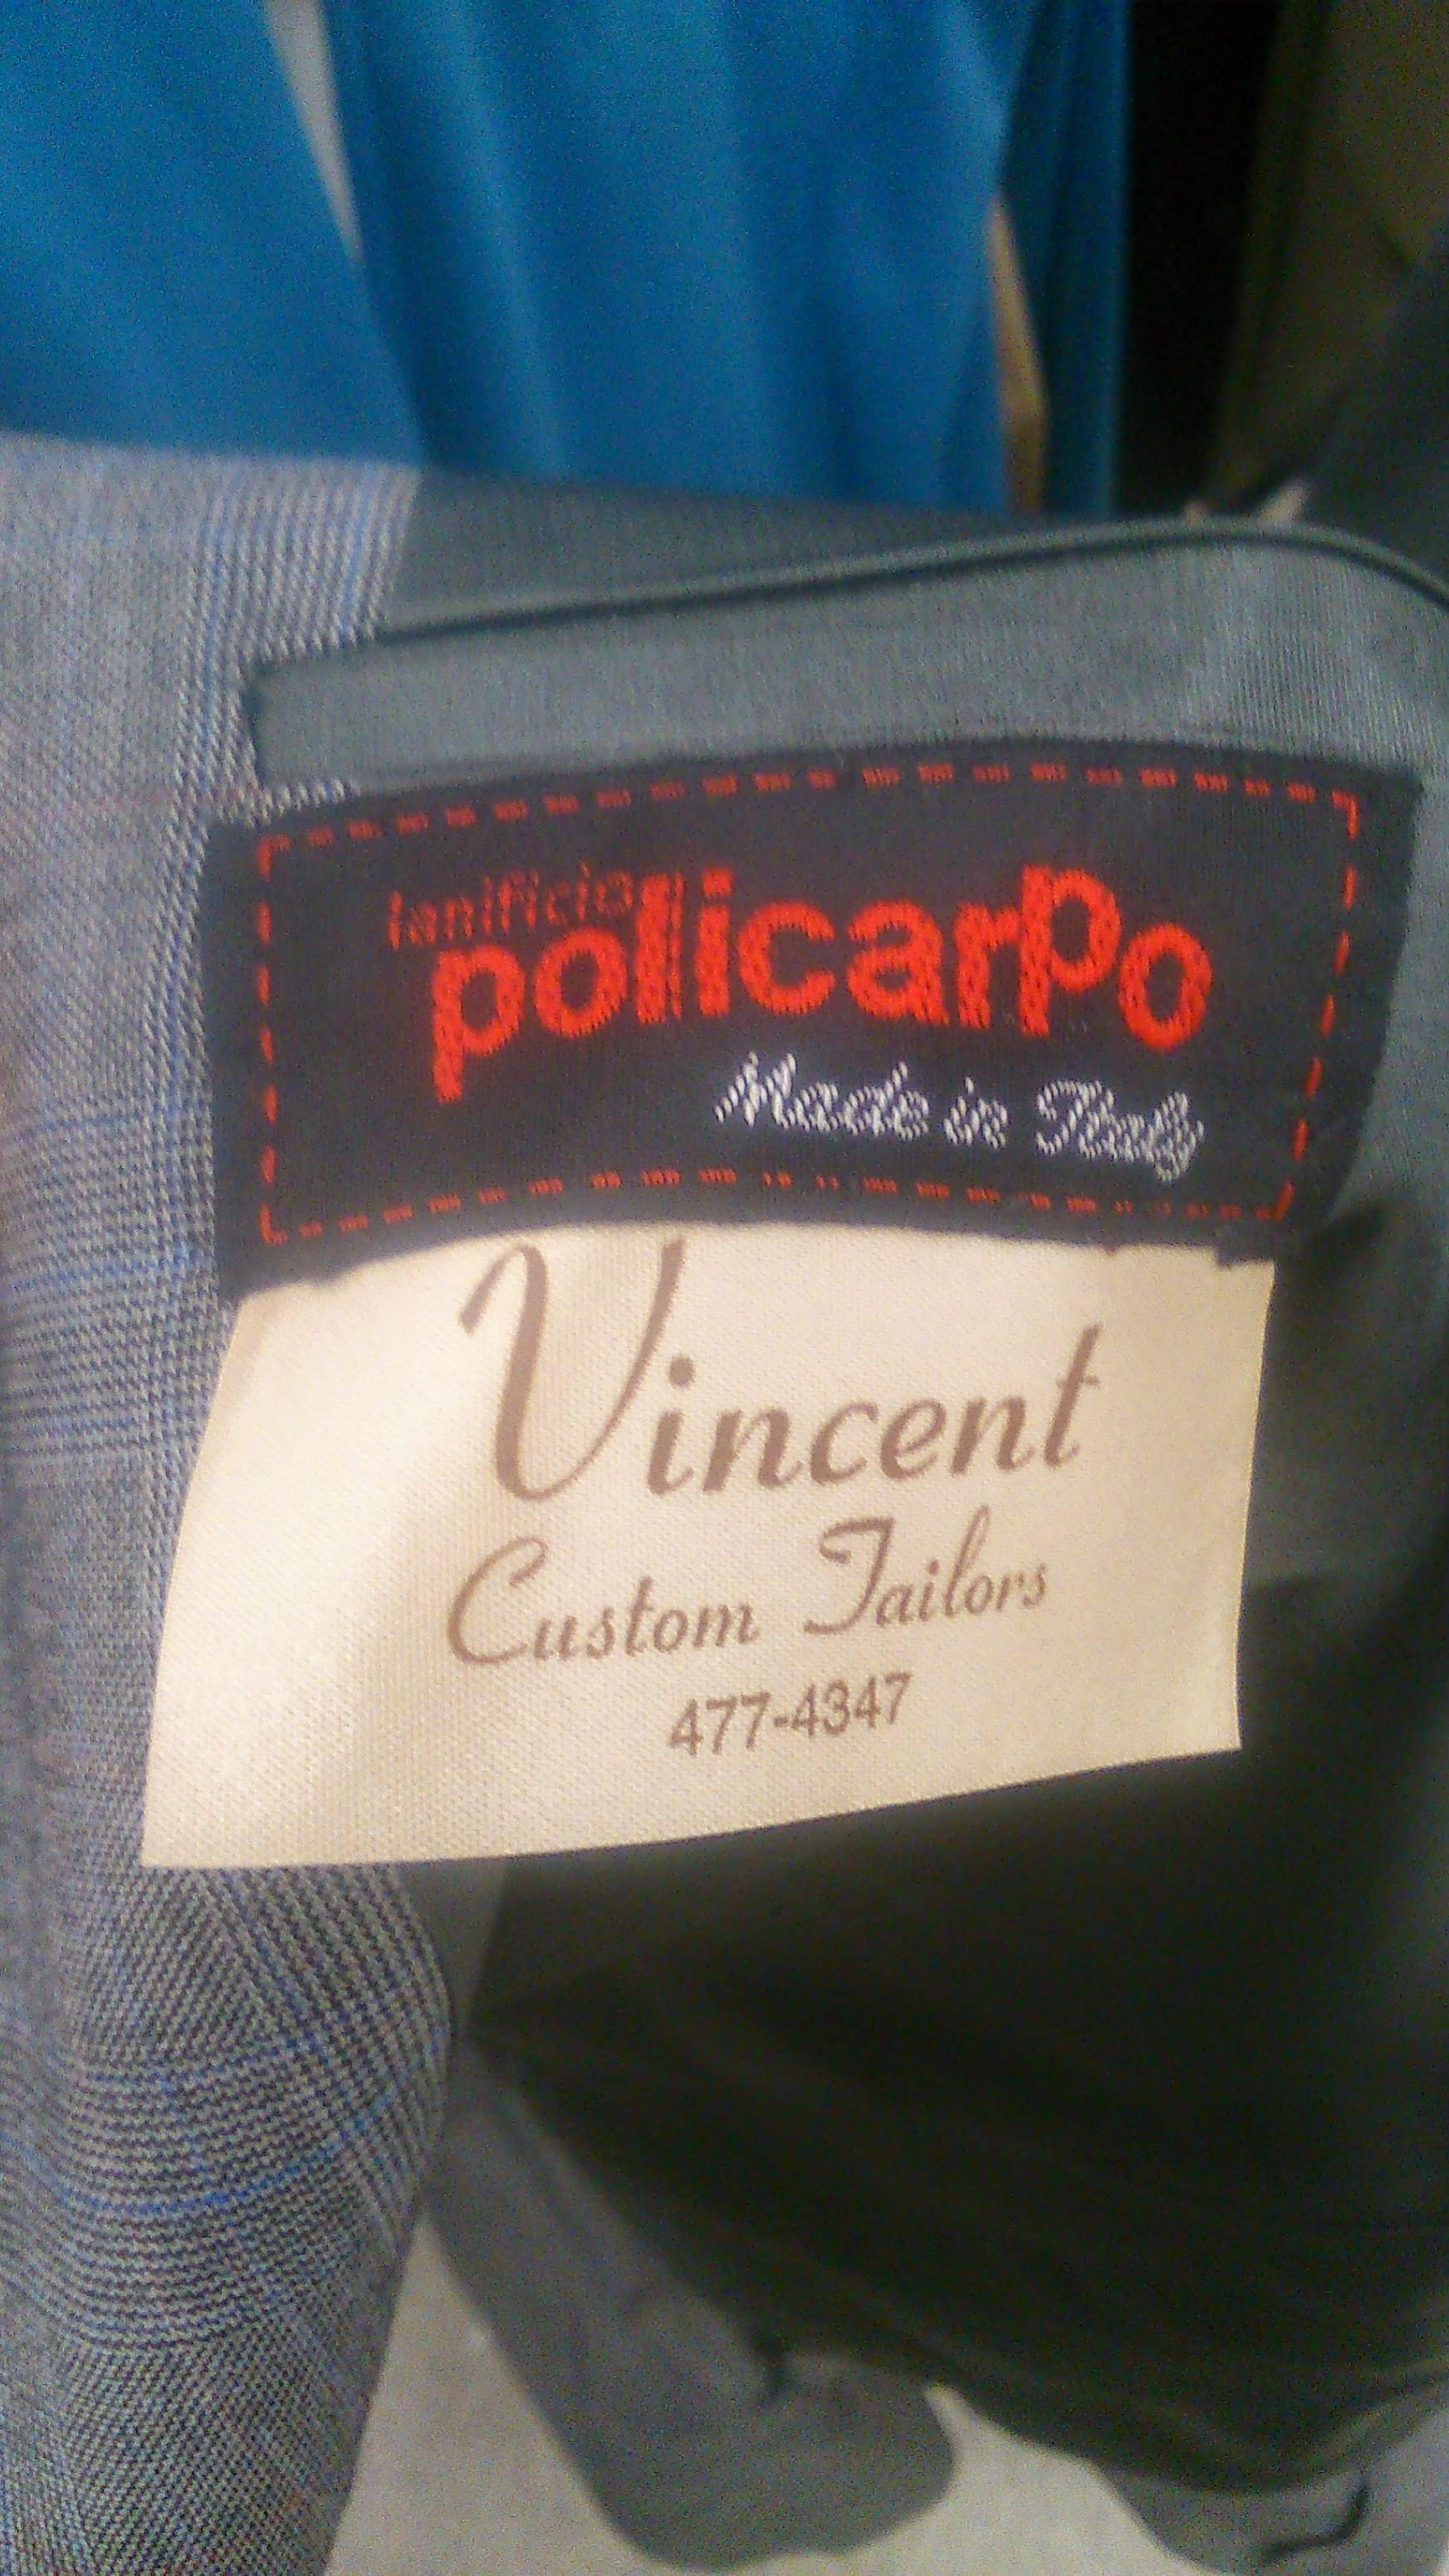 lanificio
policarpo
Made in Italy
Vincent
Custom Tailors
477-4347